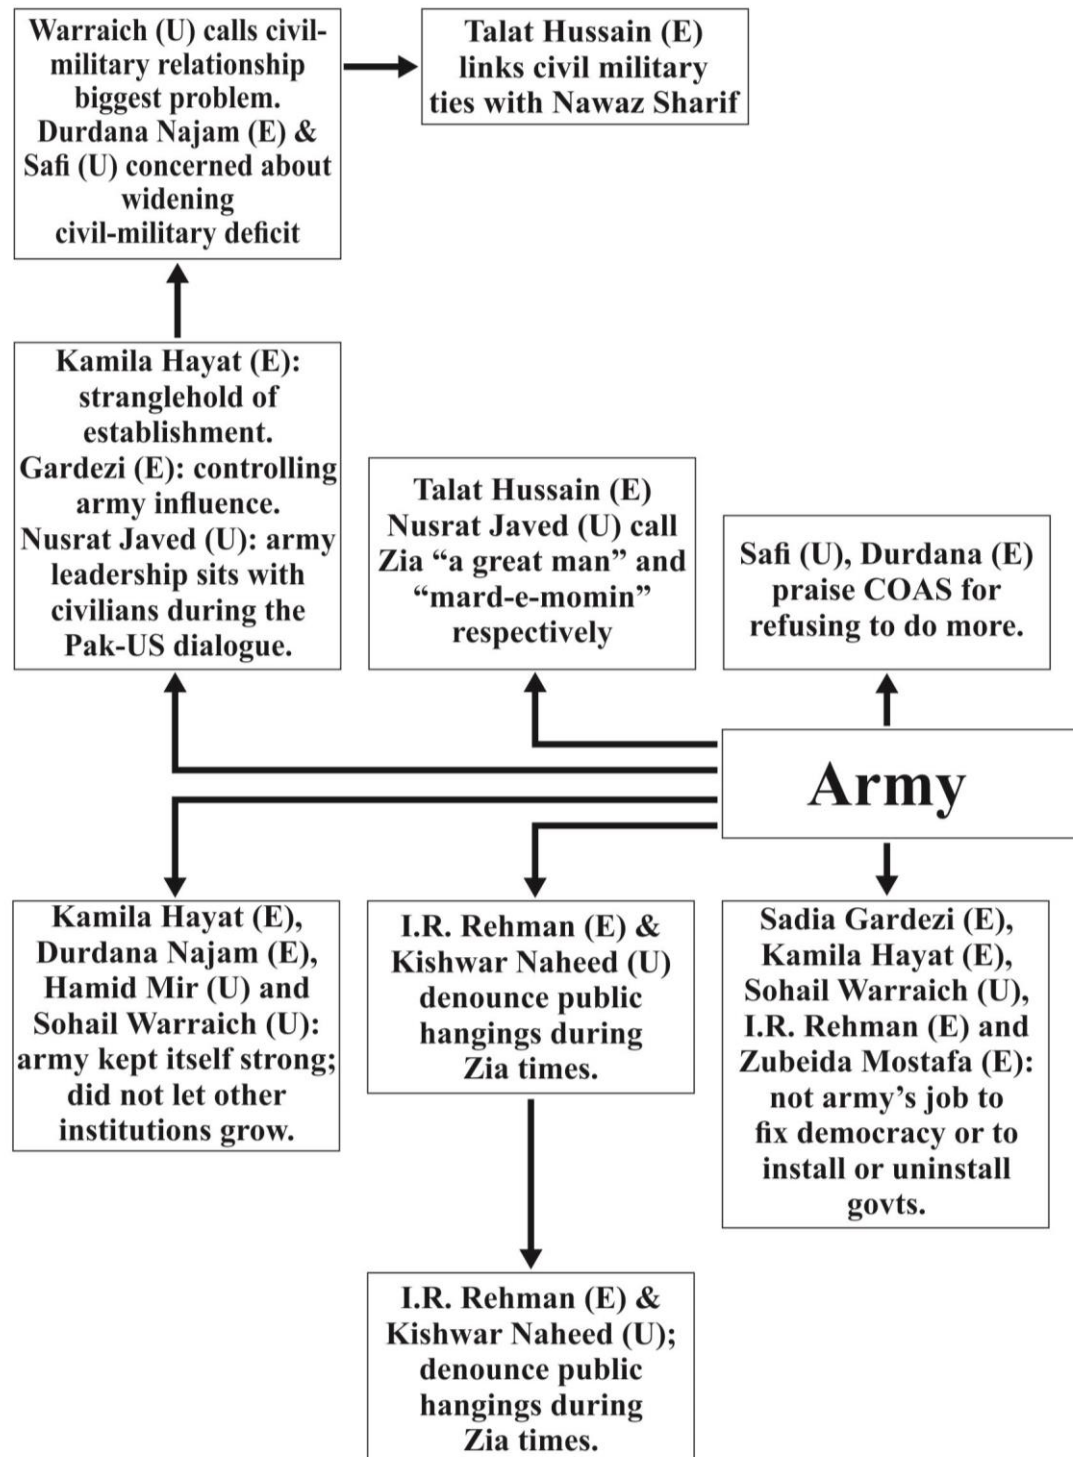 Warraich (U) calls civil-
military relationship
biggest problem.
Durdana Najam (E) &
Safi (U) concerned about
widening
civil-military deficit
Talat Hussain (E)
links civil military
ties with Nawaz Sharif
Kamila Hayat (E):
stranglehold of
establishment.
Gardezi (E): controlling
army influence.
Nusrat Javed (U): army
leadership sits with
civilians during the
Pak-US dialogue.
Talat Hussain (E)
Nusrat Javed (U) call
Zia “a great man” and
“mard-e-momin”
respectively
Safi (U), Durdana (E)
praise COAS for
refusing to do more.
Army
Kamila Hayat (E),
Durdana Najam (E),
Hamid Mir (U) and
Sohail Warraich (U):
army kept itself strong;
did not let other
institutions grow.
I.R. Rehman (E) &
Kishwar Naheed (U)
denounce public
hangings during
Zia times.
Sadia Gardezi (E),
Kamila Hayat (E),
Sohail Warraich (U),
I.R. Rehman (E) and
Zubeida Mostafa (E):
not army’s job to
fix democracy or to
install or uninstall
govts.
I.R. Rehman (E) &
Kishwar Naheed (U);
denounce public
hangings during
Zia times.